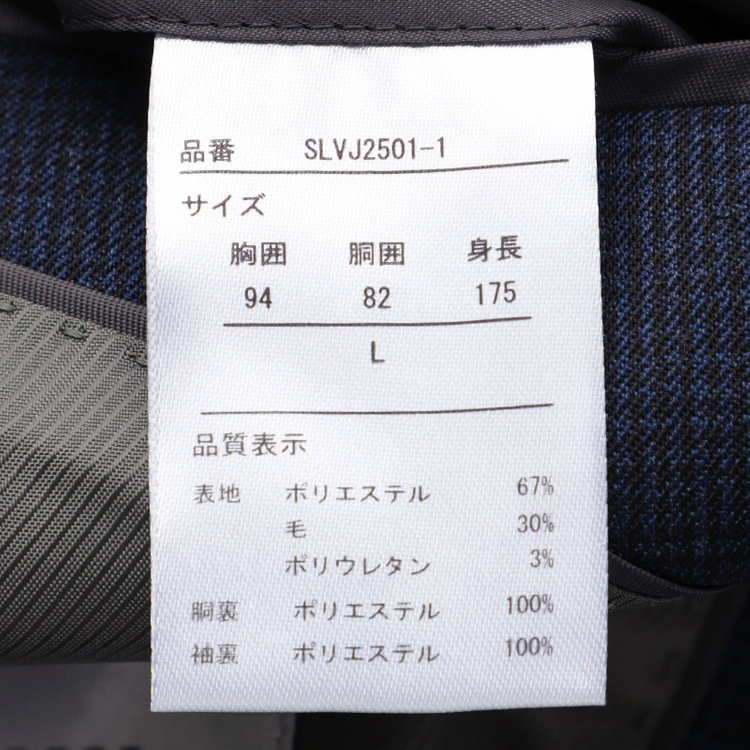 品番 SLVJ2501-1
サイズ
胸囲 胴囲 身長
94 82 175
L
品質表示
表地 ポリエステル 67%
毛 30%
ポリウレタン 3%
胴裏 ポリエステル 100%
袖裏 ポリエステル 100%